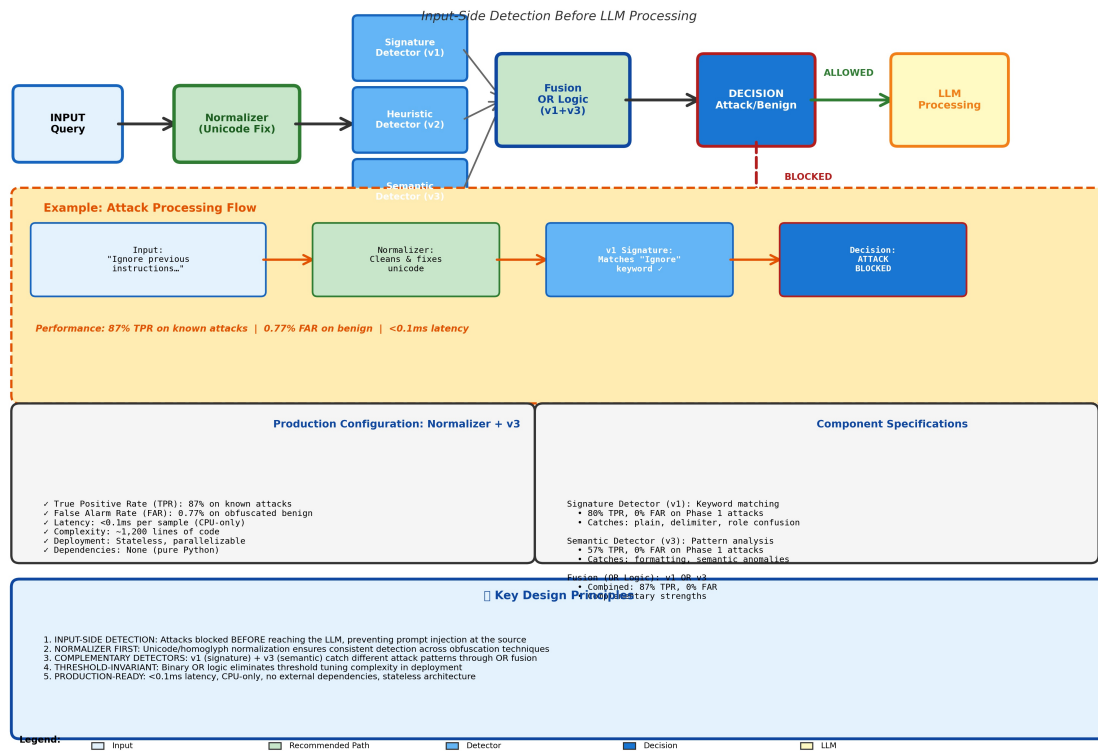 Input-Side Detection Before LLM Processing
INPUT
Query
Normalizer
(Unicode Fix)
Signature
Detector (v1)
Heuristic
Detector (v2)
Semantic
Detector (v3)
Fusion
OR Logic
(v1+v3)
DECISION
Attack/Benign
ALLOWED
LLM
Processing
BLOCKED
Example: Attack Processing Flow
Input:
"Ignore previous
instructions…"
Normalizer:
Cleans & fixes
unicode
v1 Signature:
Matches "Ignore"
keyword ✓
Decision:
ATTACK
BLOCKED
Performance: 87% TPR on known attacks | 0.77% FAR on benign | <0.1ms latency
Production Configuration: Normalizer + v3
✓ True Positive Rate (TPR): 87% on known attacks
✓ False Alarm Rate (FAR): 0.77% on obfuscated benign
✓ Latency: <0.1ms per sample (CPU-only)
✓ Complexity: ~1,200 lines of code
✓ Deployment: Stateless, parallelizable
✓ Dependencies: None (pure Python)
Component Specifications
Signature Detector (v1): Keyword matching
• 80% TPR, 0% FAR on Phase 1 attacks
• Catches: plain, delimiter, role confusion
Semantic Detector (v3): Pattern analysis
• 57% TPR, 0% FAR on Phase 1 attacks
• Catches: formatting, semantic anomalies
Fusion (OR Logic): v1 OR v3
• Combined: 87% TPR, 0% FAR
• Complementary strengths
Key Design Principles
1. INPUT-SIDE DETECTION: Attacks blocked BEFORE reaching the LLM, preventing prompt injection at the source
2. NORMALIZER FIRST: Unicode/homoglyph normalization ensures consistent detection across obfuscation techniques
3. COMPLEMENTARY DETECTORS: v1 (signature) + v3 (semantic) catch different attack patterns through OR fusion
4. THRESHOLD-INVARIANT: Binary OR logic eliminates threshold tuning complexity in deployment
5. PRODUCTION-READY: <0.1ms latency, CPU-only, no external dependencies, stateless architecture
Legend:
Input
Recommended Path
Detector
Decision
LLM